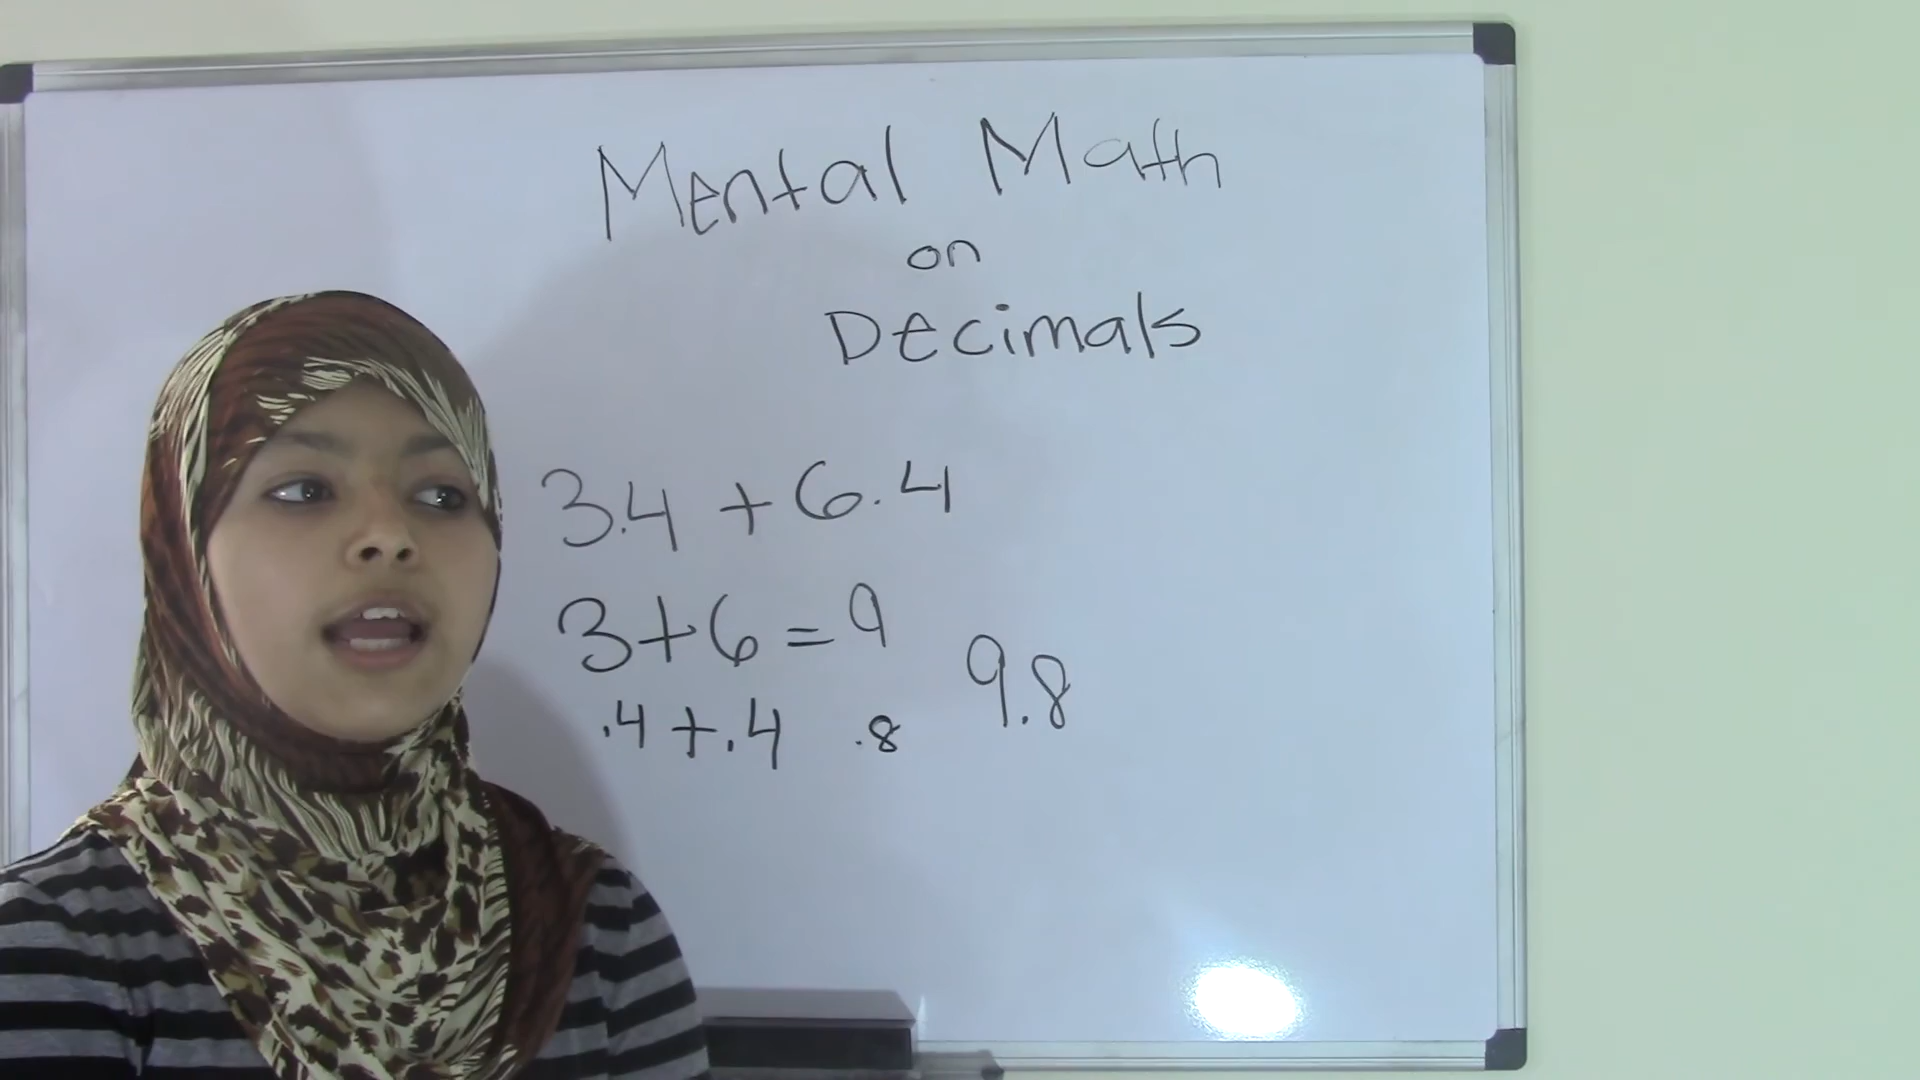 Mental Math
on
Decimals
3.4 + 6.4
3+6=9
.4 + .4 .8
9.8